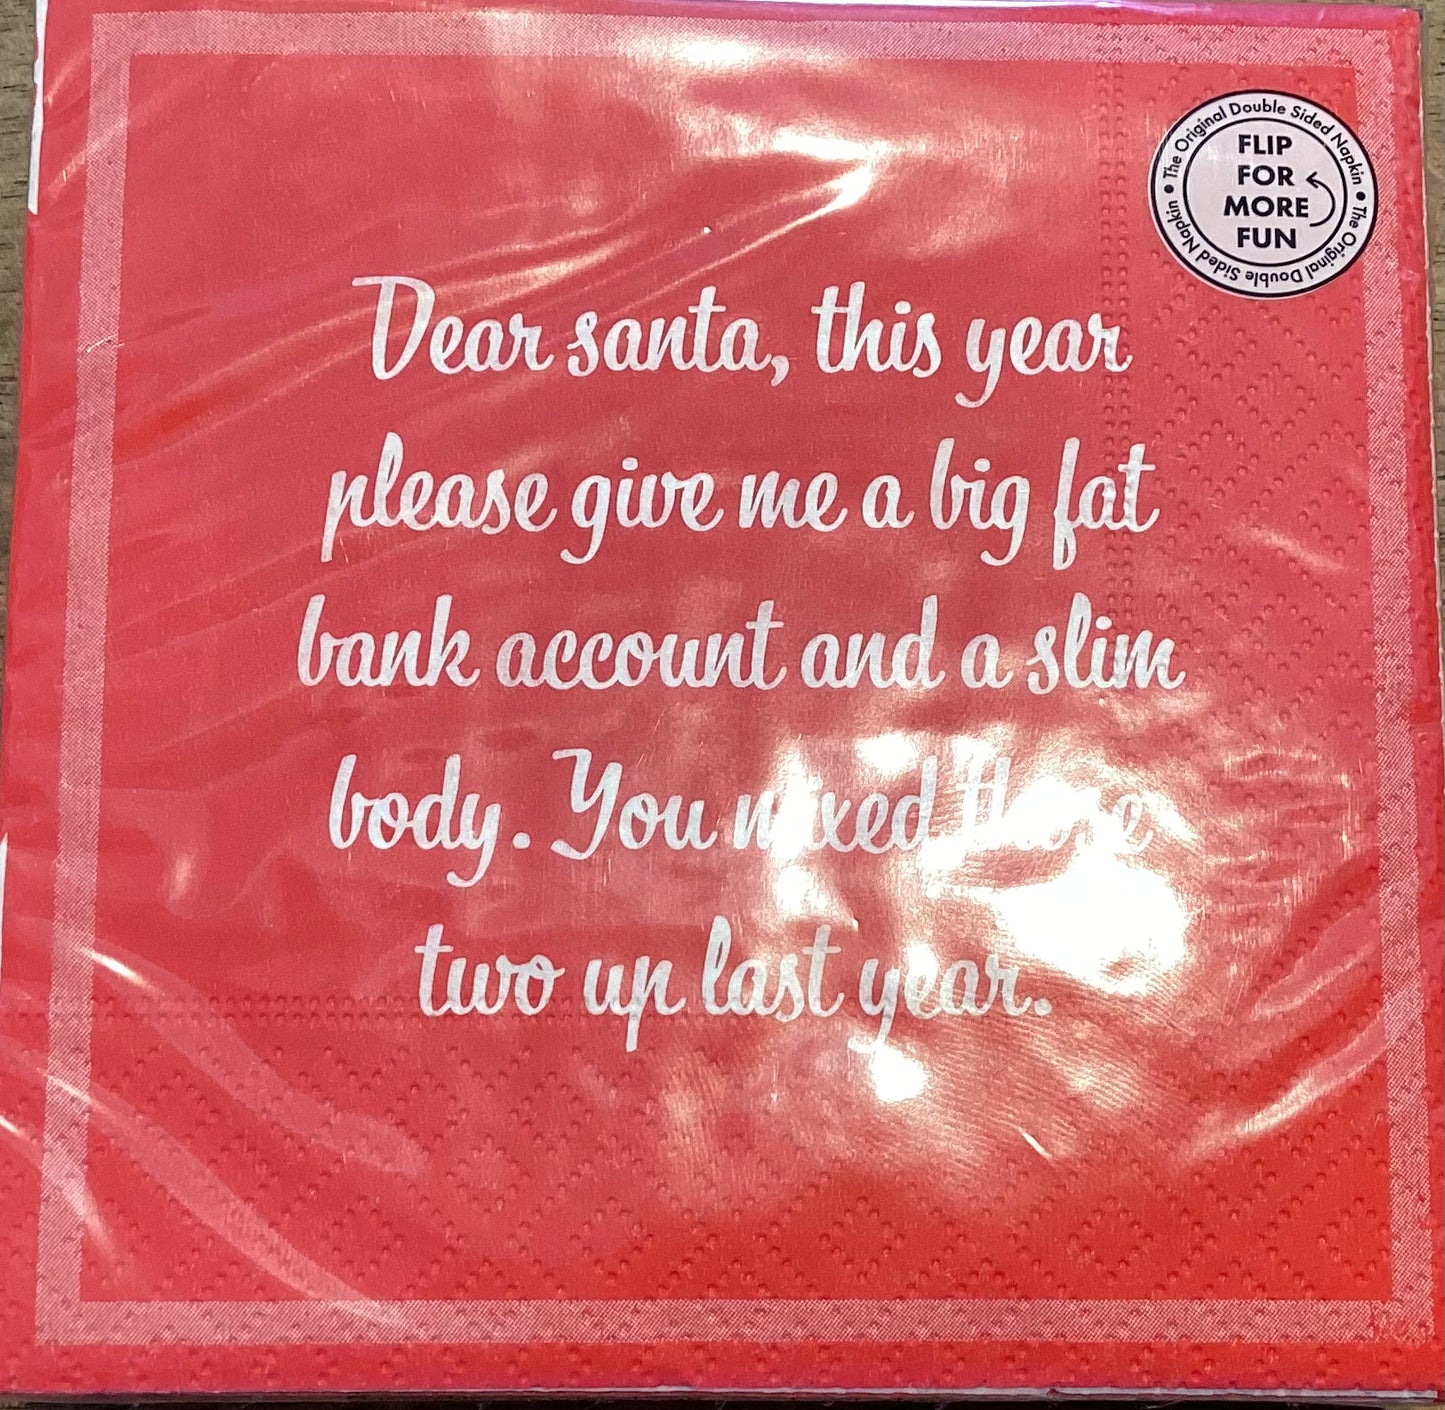 Dear santa, this year
please give me a big fat
bank account and a slim
body. You mixed
two up last year.
The Original Double Sided Napkin • The Original Double Sided Napkin •
FLIP
FOR
MORE
FUN